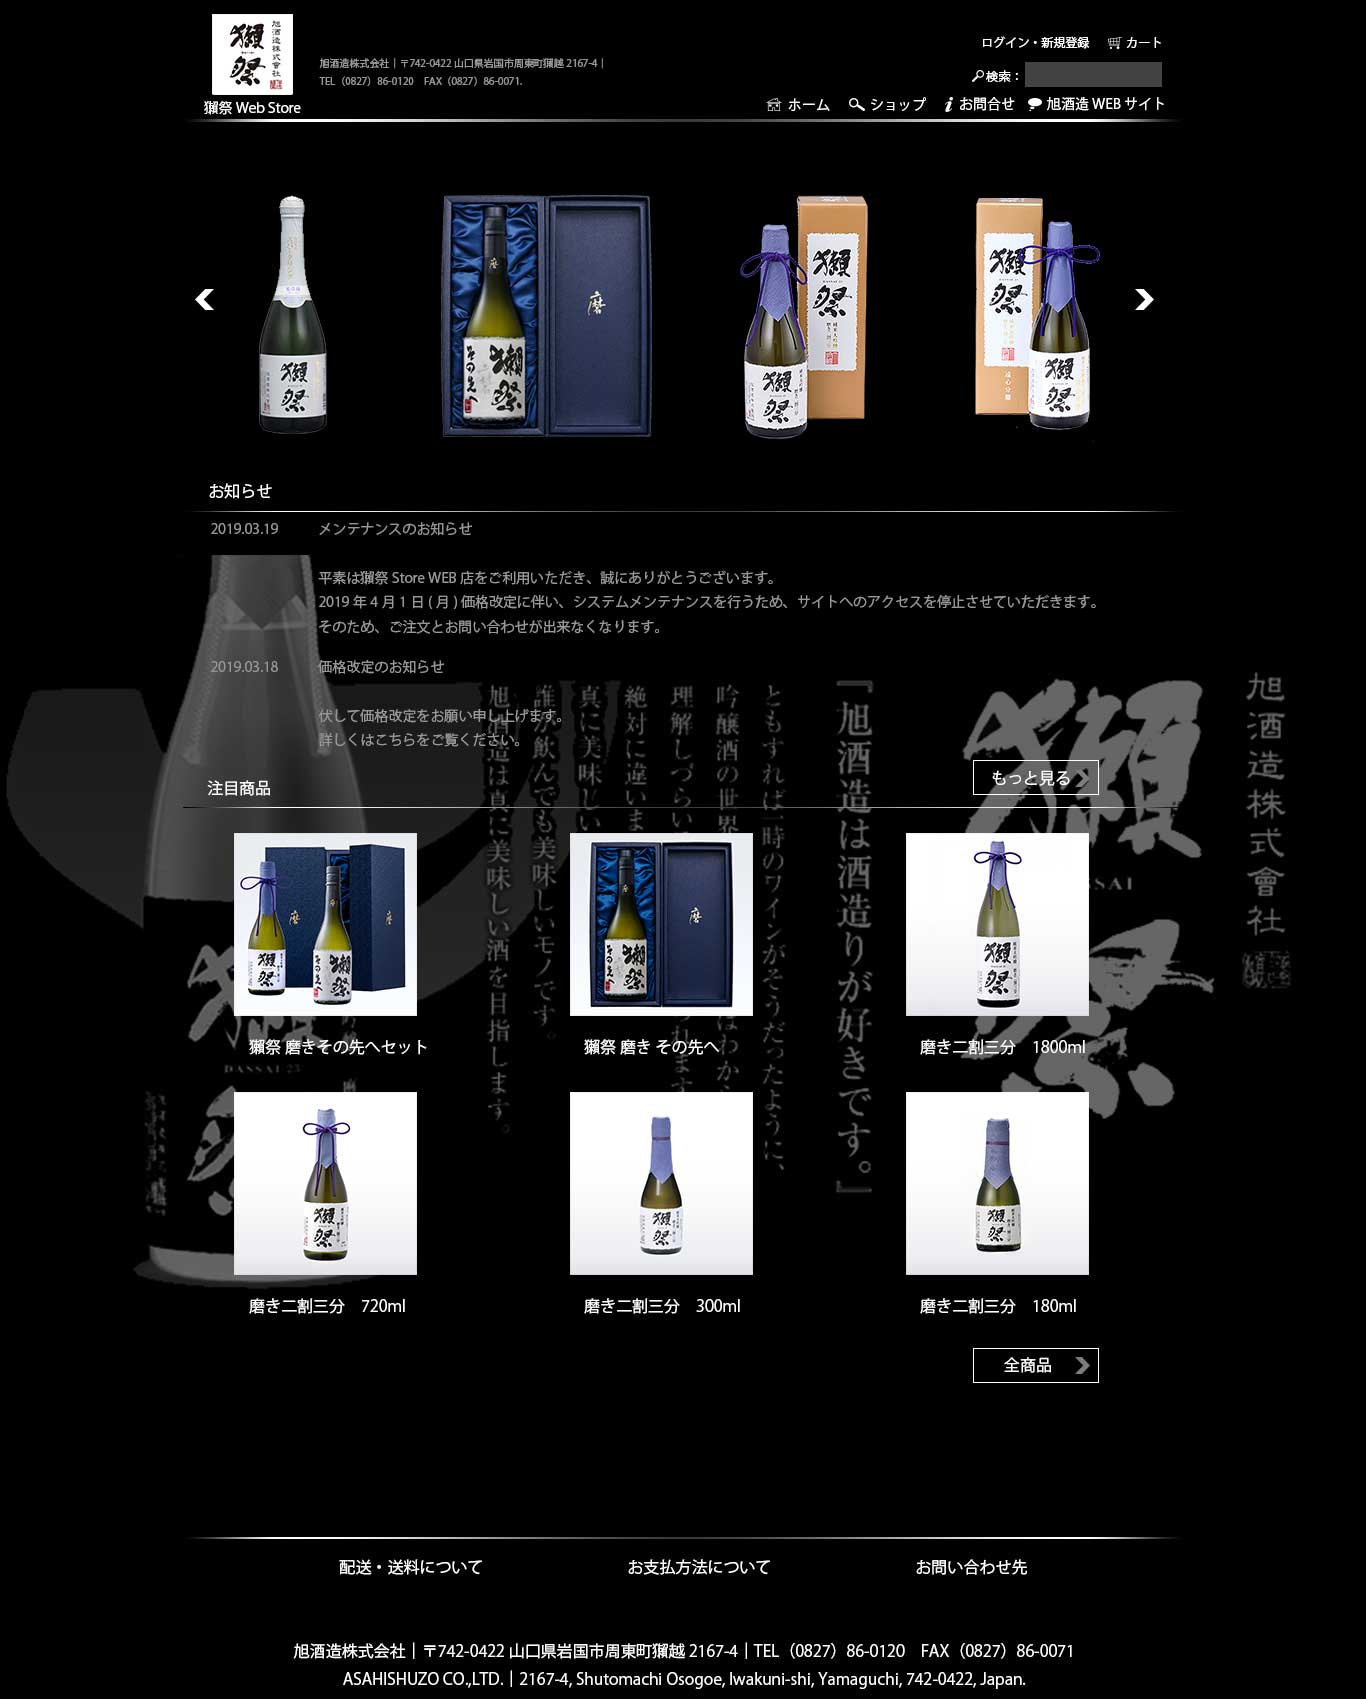 獺祭
旭酒造株式會社
獺祭 Web Store
旭酒造株式会社｜〒742-0422 山口県岩国市周東町獺越 2167-4｜
TEL（0827）86-0120　FAX（0827）86-0071.
ログイン・新規登録
カート
検索：
ホーム
ショップ
お問合せ
旭酒造 WEB サイト
お知らせ
2019.03.19　メンテナンスのお知らせ
平素は獺祭 Store WEB 店をご利用いただき、誠にありがとうございます。
2019 年 4 月 1 日 ( 月 ) 価格改定に伴い、システムメンテナンスを行うため、サイトへのアクセスを停止させていただきます。
そのため、ご注文とお問い合わせが出来なくなります。
2019.03.18　価格改定のお知らせ
伏して価格改定をお願い申し上げます。
詳しくはこちらをご覧ください。
もっと見る
注目商品
旭酒造株式會社
獺祭
『旭酒造は酒造りが好きです。』
ともすれば一時のワインがそうだったように、
吟醸酒の世界
理解しづらい
絶対に違いま
真に美味しい
誰が飲んでも美味しいモノです。
旭酒造は真に美味しい酒を目指します。
獺祭 磨きその先へセット
獺祭 磨き その先へ
磨き二割三分　1800ml
磨き二割三分　720ml
磨き二割三分　300ml
磨き二割三分　180ml
全商品
配送・送料について
お支払方法について
お問い合わせ先
旭酒造株式会社｜〒742-0422 山口県岩国市周東町獺越 2167-4｜TEL（0827）86-0120　FAX（0827）86-0071
ASAHISHUZO CO.,LTD.｜2167-4, Shutomachi Osogoe, Iwakuni-shi, Yamaguchi, 742-0422, Japan.